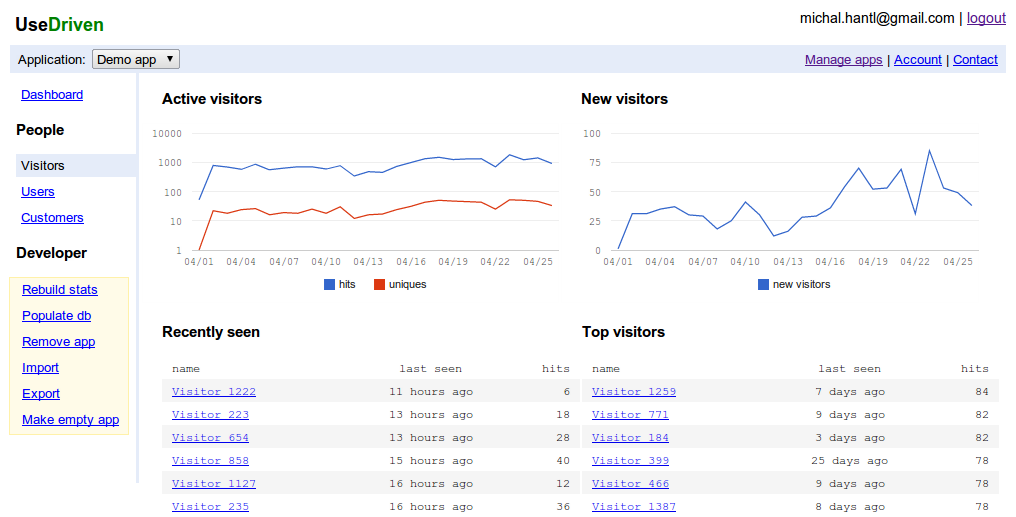 UseDriven
michal.hantl@gmail.com | logout
Application: Demo app
Manage apps | Account | Contact
Dashboard
People
Visitors
Users
Customers
Developer
Rebuild stats
Populate db
Remove app
Import
Export
Make empty app
Active visitors
10000
1000
100
10
1
04/01 04/04 04/07 04/10 04/13 04/16 04/19 04/22 04/25
hits uniques
New visitors
100
75
50
25
0
04/01 04/04 04/07 04/10 04/13 04/16 04/19 04/22 04/25
new visitors
Recently seen
name last seen hits
Visitor 1222 11 hours ago 6
Visitor 223 13 hours ago 18
Visitor 654 13 hours ago 28
Visitor 858 15 hours ago 40
Visitor 1127 16 hours ago 12
Visitor 235 16 hours ago 36
Top visitors
name last seen hits
Visitor 1259 7 days ago 84
Visitor 771 9 days ago 82
Visitor 184 3 days ago 82
Visitor 399 25 days ago 78
Visitor 466 9 days ago 78
Visitor 1387 8 days ago 78